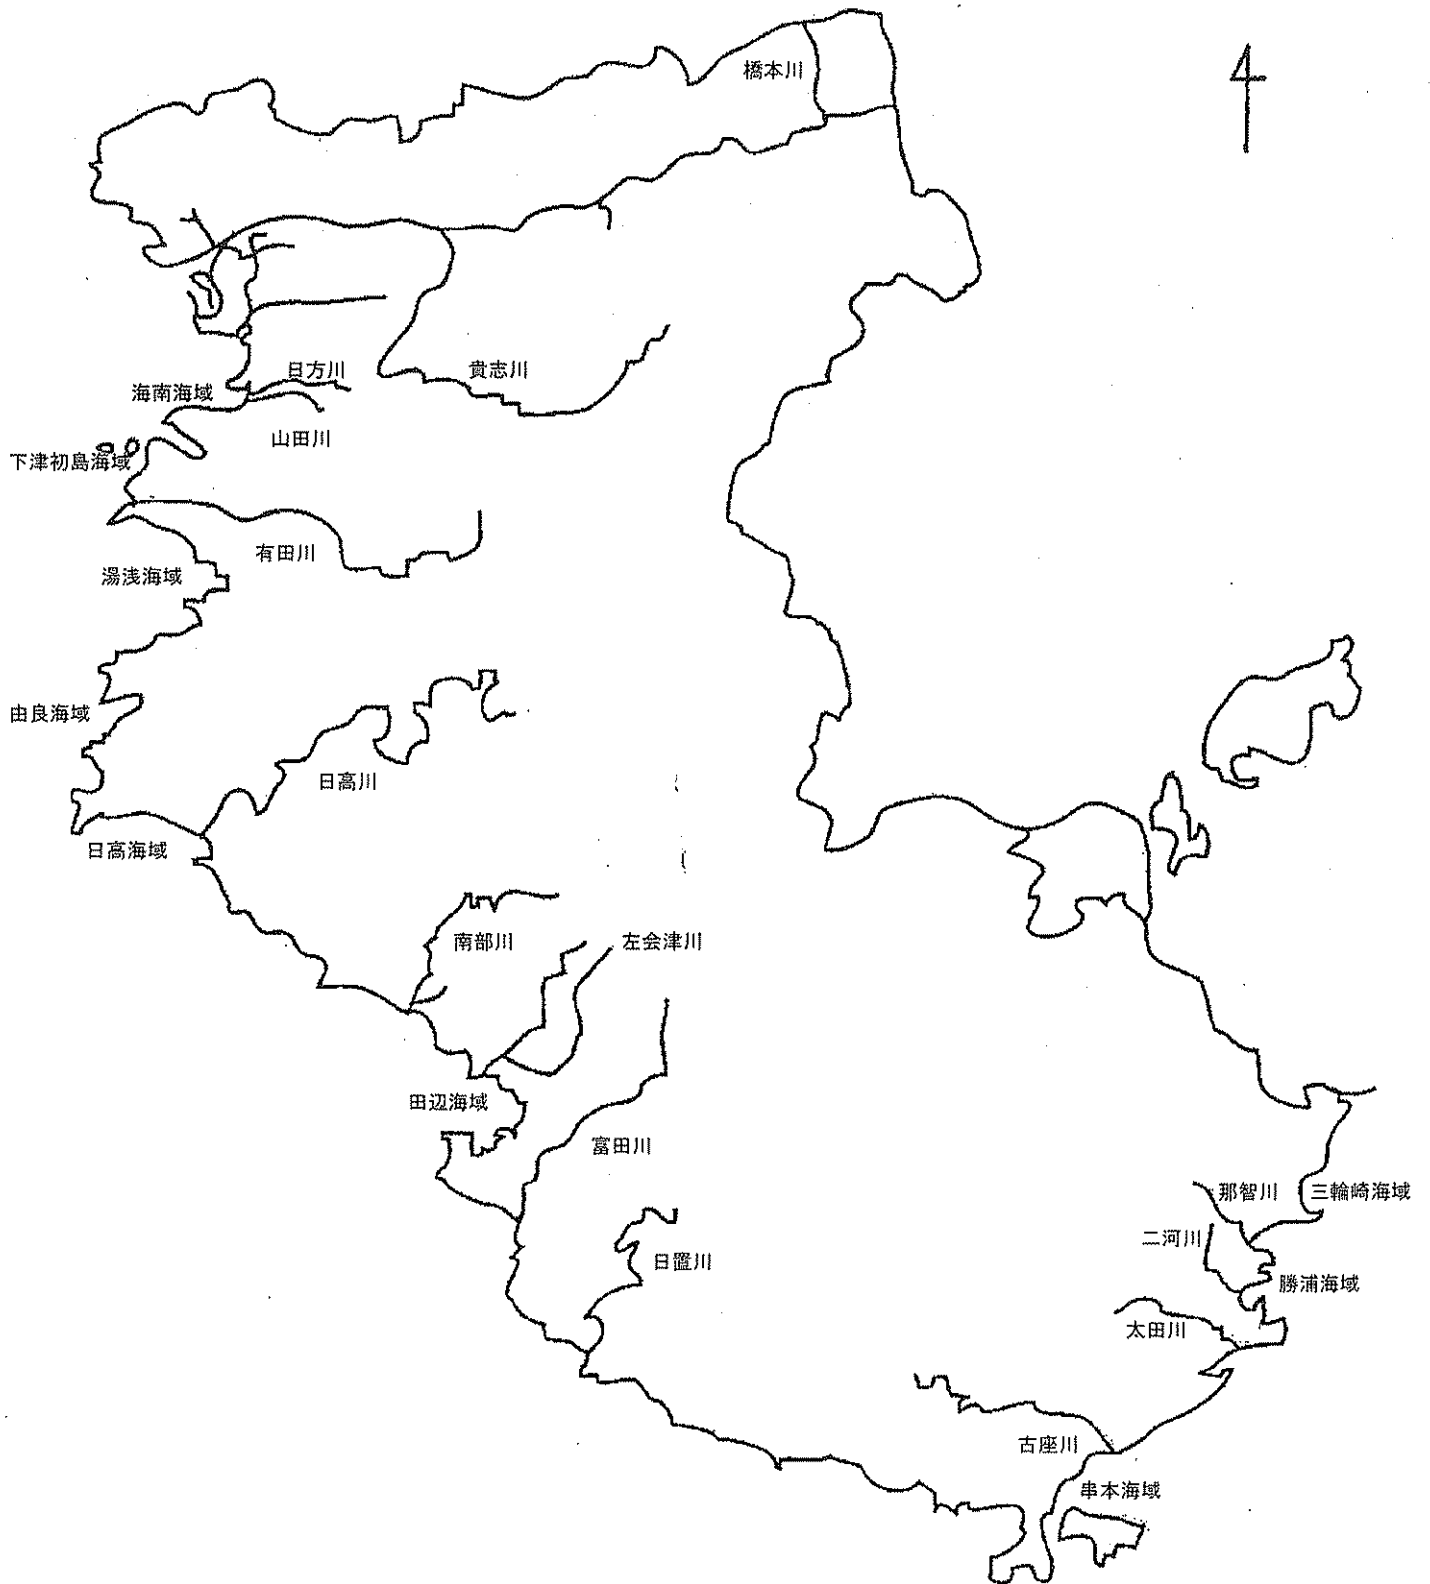 橋本川
日方川
貴志川
海南海域
山田川
下津初島海域
有田川
湯浅海域
由良海域
日高川
日高海域
南部川
左会津川
田辺海域
富田川
那智川
三輪崎海域
二河川
日置川
勝浦海域
太田川
古座川
串本海域